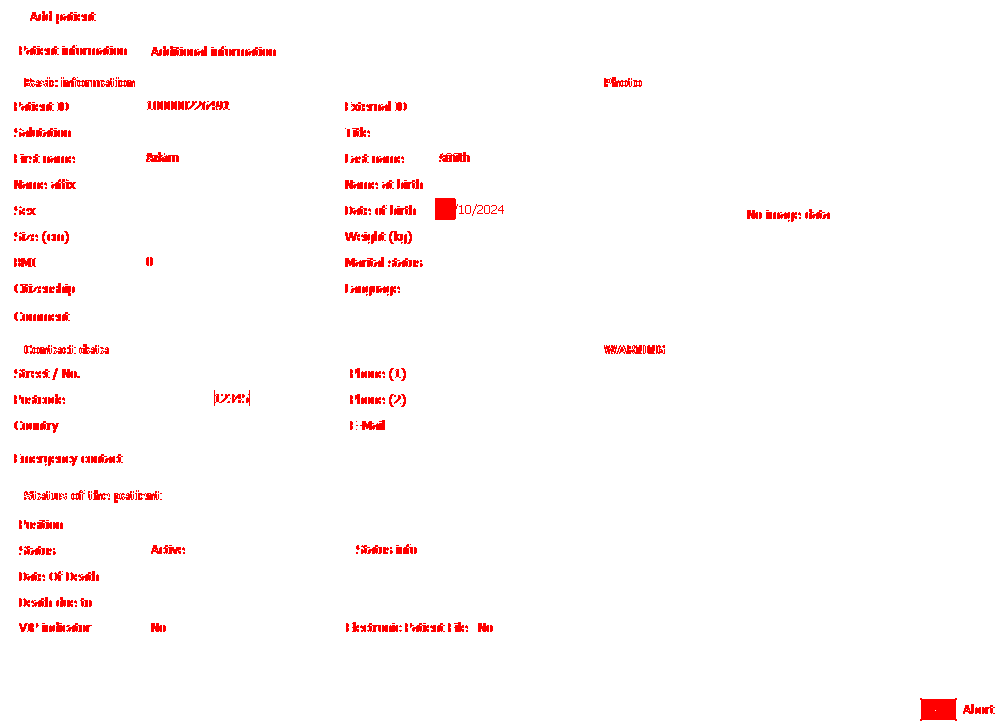 Add patient
Patient information Additional information
Basic information Photo
Patient ID 100000226491 External ID
Salutation Title
First name Adam Last name smith
Name affix Name at birth
Sex Date of birth /10/2024
No image data
Size (cm) Weight (kg)
BMI 0 Marital status
Citizenship Language
Comment
Contact data WARNING
Street / No. Phone (1)
Postcode 12345 Phone (2)
Country E-Mail
Emergency contact
Status of the patient
Position
Status Active Status info
Date Of Death
Death due to
VIP indicator No Electronic Patient File No
Abort